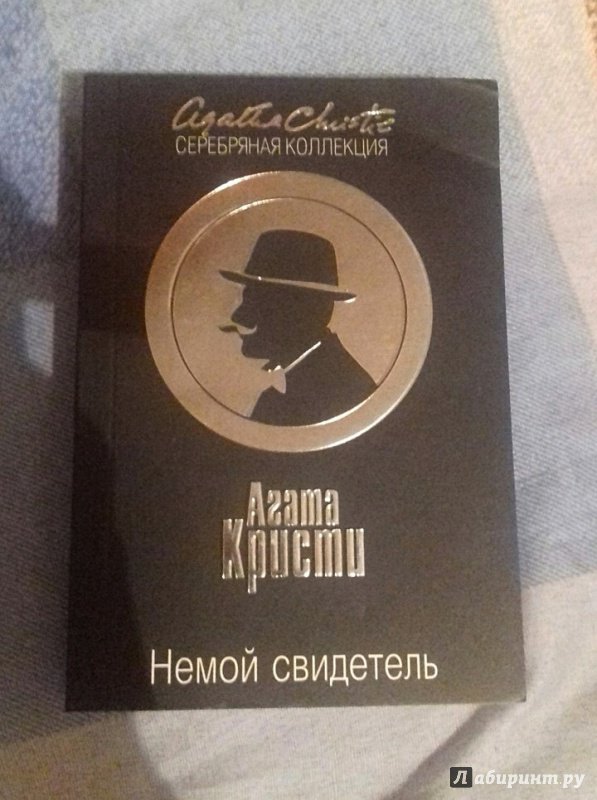 Agatha Christie
СЕРЕБРЯНАЯ КОЛЛЕКЦИЯ
Агата
Кристи
Немой свидетель
Лабиринт.ру